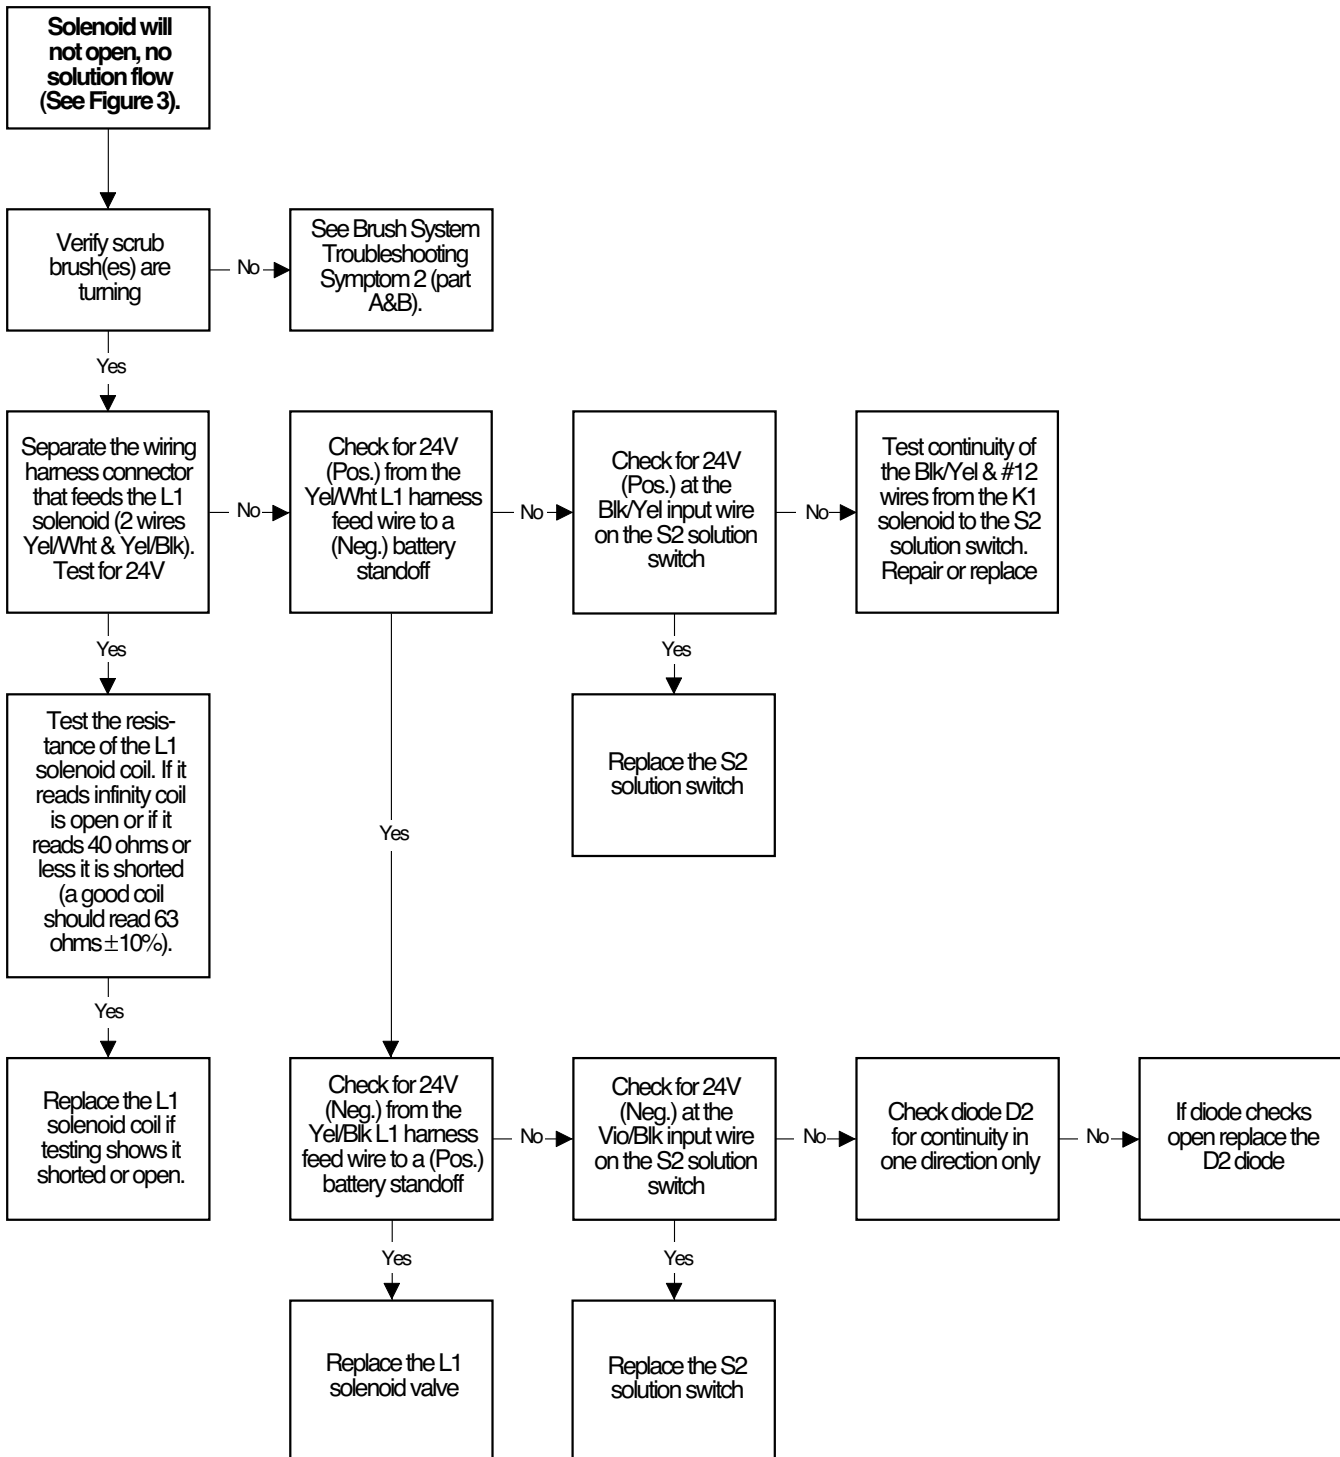 Solenoid will
not open, no
solution flow
(See Figure 3).
Verify scrub
brush(es) are
turning
No
See Brush System
Troubleshooting
Symptom 2 (part
A&B).
Yes
Separate the wiring
harness connector
that feeds the L1
solenoid (2 wires
Yel/Wht & Yel/Blk).
Test for 24V
No
Check for 24V
(Pos.) from the
Yel/Wht L1 harness
feed wire to a
(Neg.) battery
standoff
No
Check for 24V
(Pos.) at the
Blk/Yel input wire
on the S2 solution
switch
No
Test continuity of
the Blk/Yel & #12
wires from the K1
solenoid to the S2
solution switch.
Repair or replace
Yes
Yes
Test the resis-
tance of the L1
solenoid coil. If it
reads infinity coil
is open or if it
reads 40 ohms or
less it is shorted
(a good coil
should read 63
ohms ±10%).
Replace the S2
solution switch
Yes
Yes
Replace the L1
solenoid coil if
testing shows it
shorted or open.
Check for 24V
(Neg.) from the
Yel/Blk L1 harness
feed wire to a (Pos.)
battery standoff
No
Check for 24V
(Neg.) at the
Vio/Blk input wire
on the S2 solution
switch
No
Check diode D2
for continuity in
one direction only
No
If diode checks
open replace the
D2 diode
Yes
Yes
Replace the L1
solenoid valve
Replace the S2
solution switch